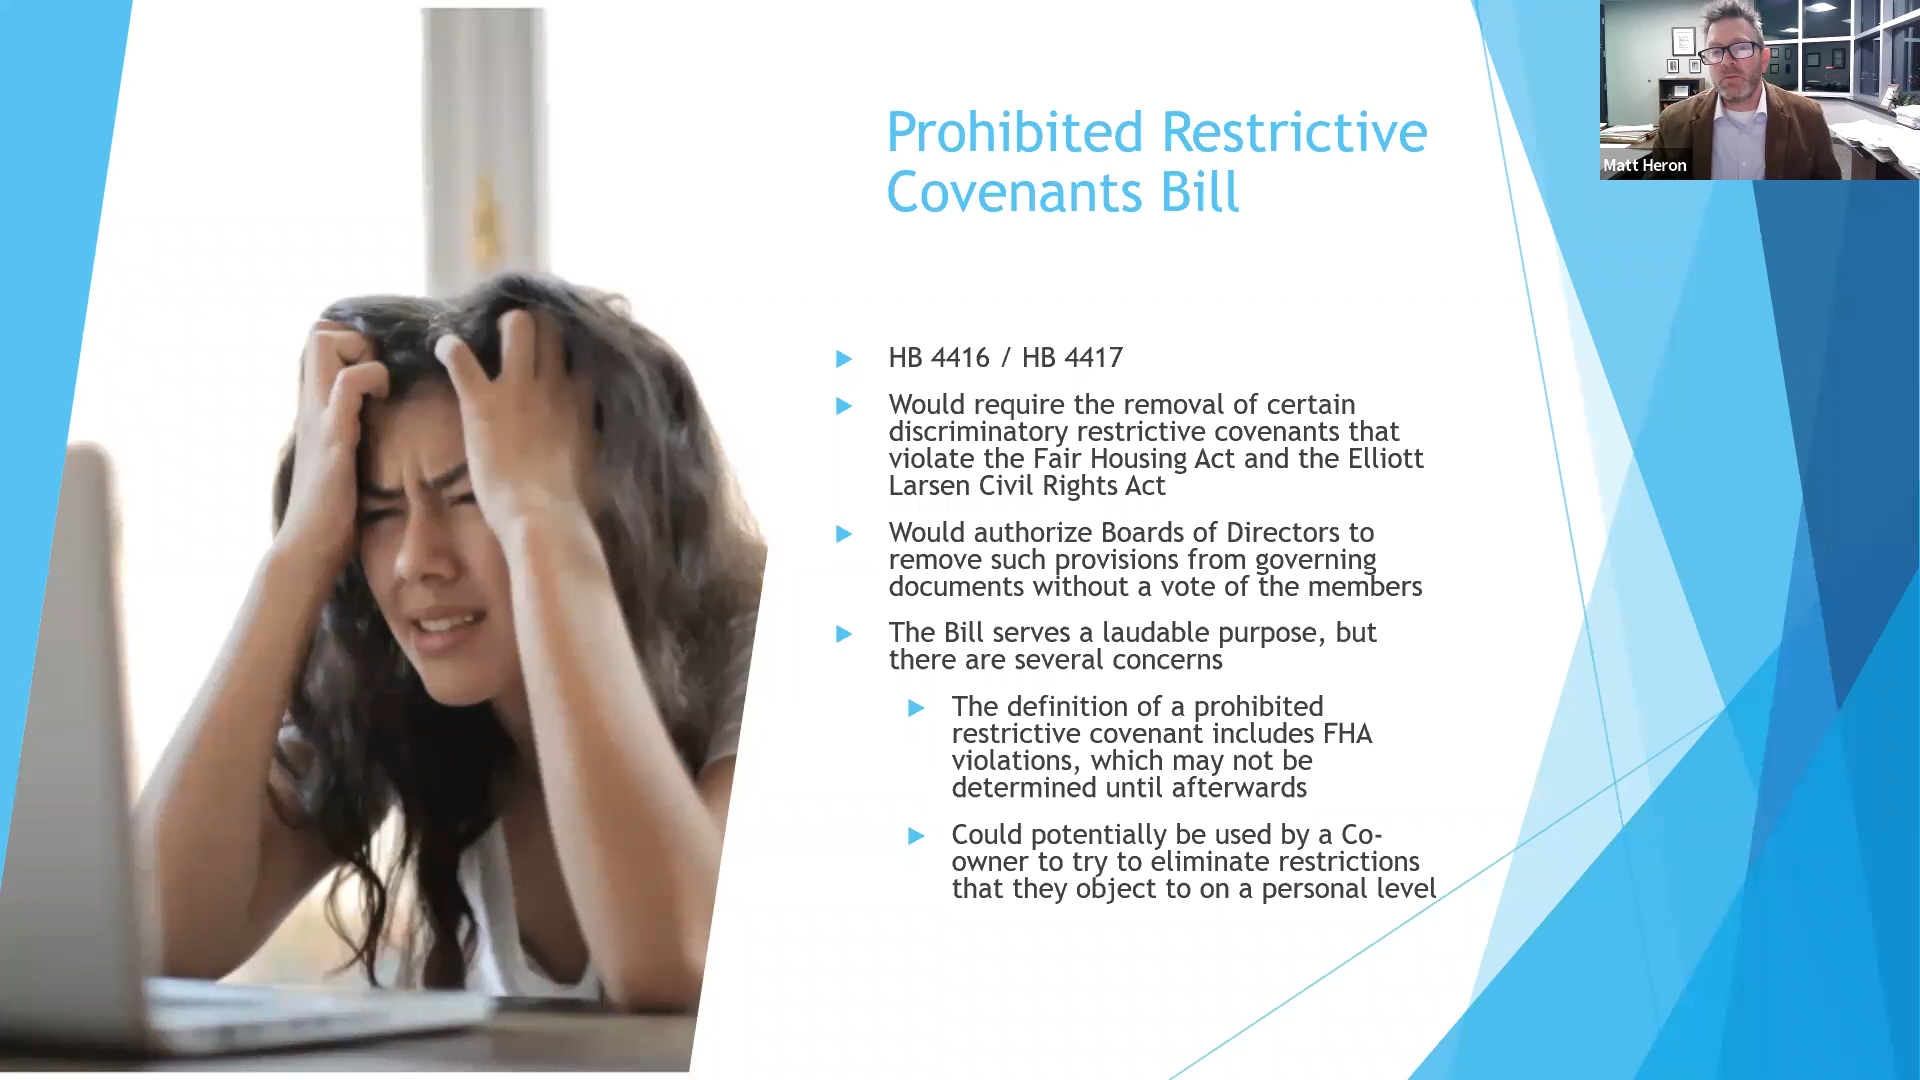 Prohibited Restrictive
Covenants Bill
HB 4416 / HB 4417
Would require the removal of certain
discriminatory restrictive covenants that
violate the Fair Housing Act and the Elliott
Larsen Civil Rights Act
Would authorize Boards of Directors to
remove such provisions from governing
documents without a vote of the members
The Bill serves a laudable purpose, but
there are several concerns
The definition of a prohibited
restrictive covenant includes FHA
violations, which may not be
determined until afterwards
Could potentially be used by a Co-
owner to try to eliminate restrictions
that they object to on a personal level
Matt Heron